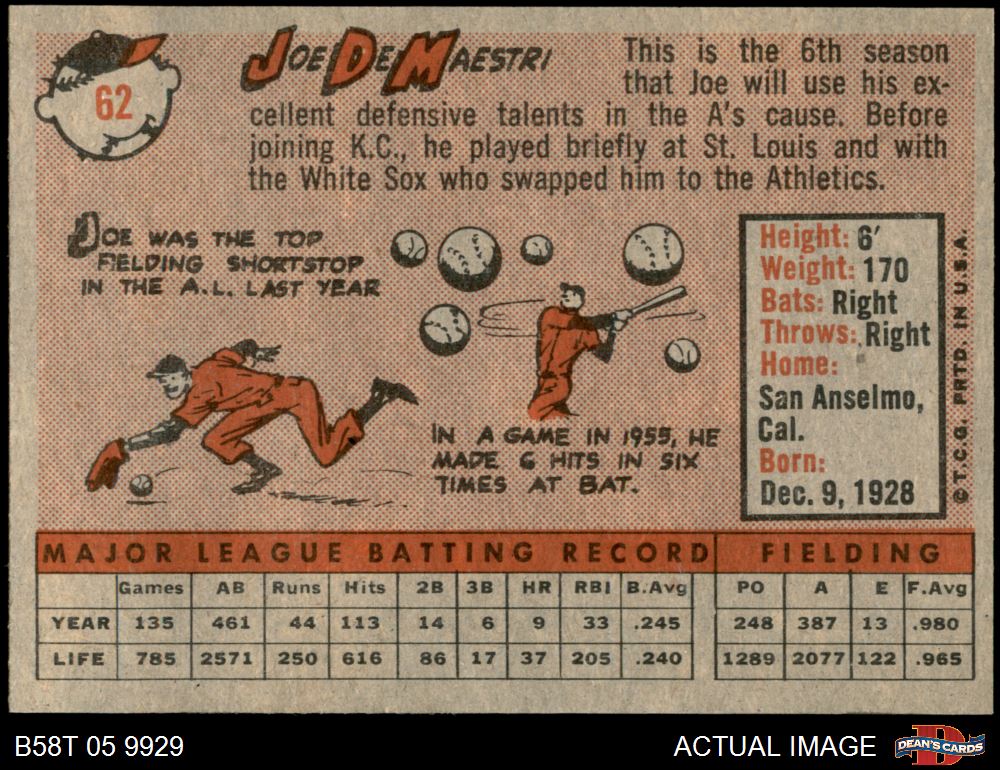 62
JOE DE MAESTRI
This is the 6th season
that Joe will use his ex-
cellent defensive talents in the A's cause. Before
joining K.C., he played briefly at St. Louis and with
the White Sox who swapped him to the Athletics.
JOE WAS THE TOP
FIELDING SHORTSTOP
IN THE A.L. LAST YEAR
IN A GAME IN 1955, HE
MADE 6 HITS IN SIX
TIMES AT BAT.
Height: 6'
Weight: 170
Bats: Right
Throws: Right
Home:
San Anselmo,
Cal.
Born:
Dec. 9, 1928
© T.C.G. PRTD. IN U.S.A.
MAJOR LEAGUE BATTING RECORD FIELDING
Games AB Runs Hits 2B 3B HR RBI B.Avg PO A E F.Avg
YEAR 135 461 44 113 14 6 9 33 .245 248 387 13 .980
LIFE 785 2571 250 616 86 17 37 205 .240 1289 2077 122 .965
B58T 05 9929
ACTUAL IMAGE
D
DEAN'S CARDS